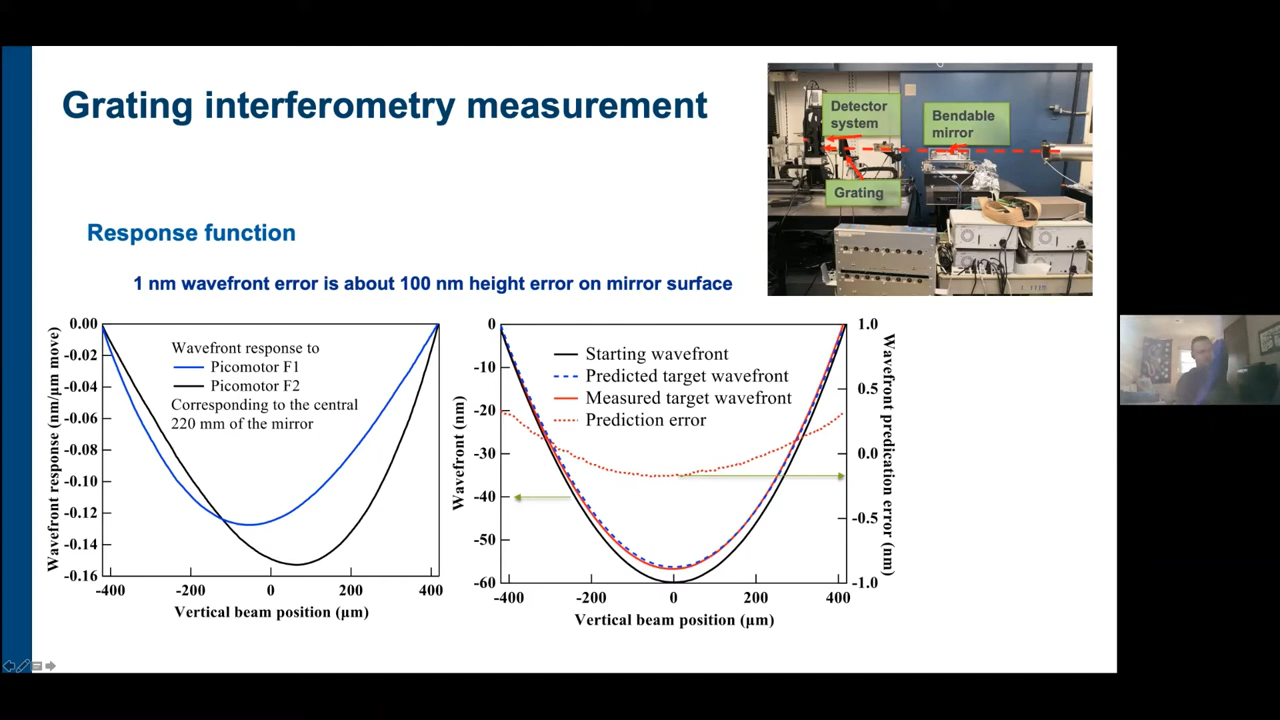 Grating interferometry measurement
Detector
system
Bendable
mirror
Grating
Response function
1 nm wavefront error is about 100 nm height error on mirror surface
Wavefront response (nm/µm move)
0.00
-0.02
-0.04
-0.06
-0.08
-0.10
-0.12
-0.14
-0.16
Wavefront response to
Picomotor F1
Picomotor F2
Corresponding to the central
220 mm of the mirror
-400
-200
0
200
400
Vertical beam position (µm)
Wavefront (nm)
0
-10
-20
-30
-40
-50
-60
Starting wavefront
Predicted target wavefront
Measured target wavefront
Prediction error
1.0
0.5
0.0
-0.5
-1.0
Wavefront predication error (nm)
-400
-200
0
200
400
Vertical beam position (µm)